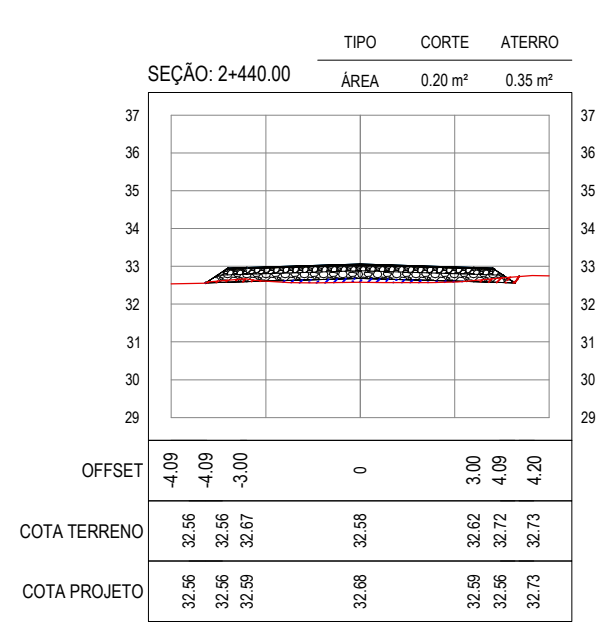 TIPO CORTE ATERRO
SEÇÃO: 2+440.00 ÁREA 0.20 m² 0.35 m²
37 37
36 36
35 35
34 34
33 33
32 32
31 31
30 30
29 29
OFFSET -4.09 -4.09 -3.00 0 3.00 4.09 4.20
COTA TERRENO 32.56 32.56 32.67 32.58 32.62 32.72 32.73
COTA PROJETO 32.56 32.56 32.59 32.68 32.59 32.56 32.73